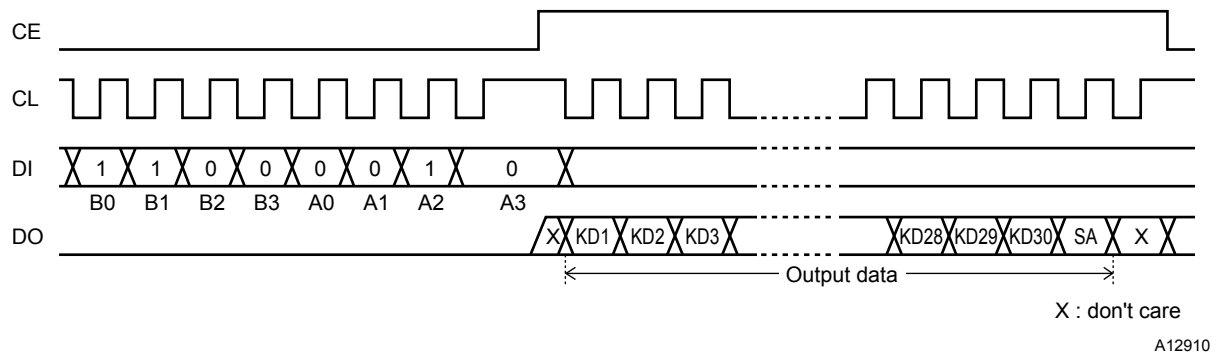 CE
CL
DI 1 1 0 0 0 0 1 0
B0 B1 B2 B3 A0 A1 A2 A3
DO X KD1 KD2 KD3 KD28 KD29 KD30 SA X
Output data
X : don't care
A12910